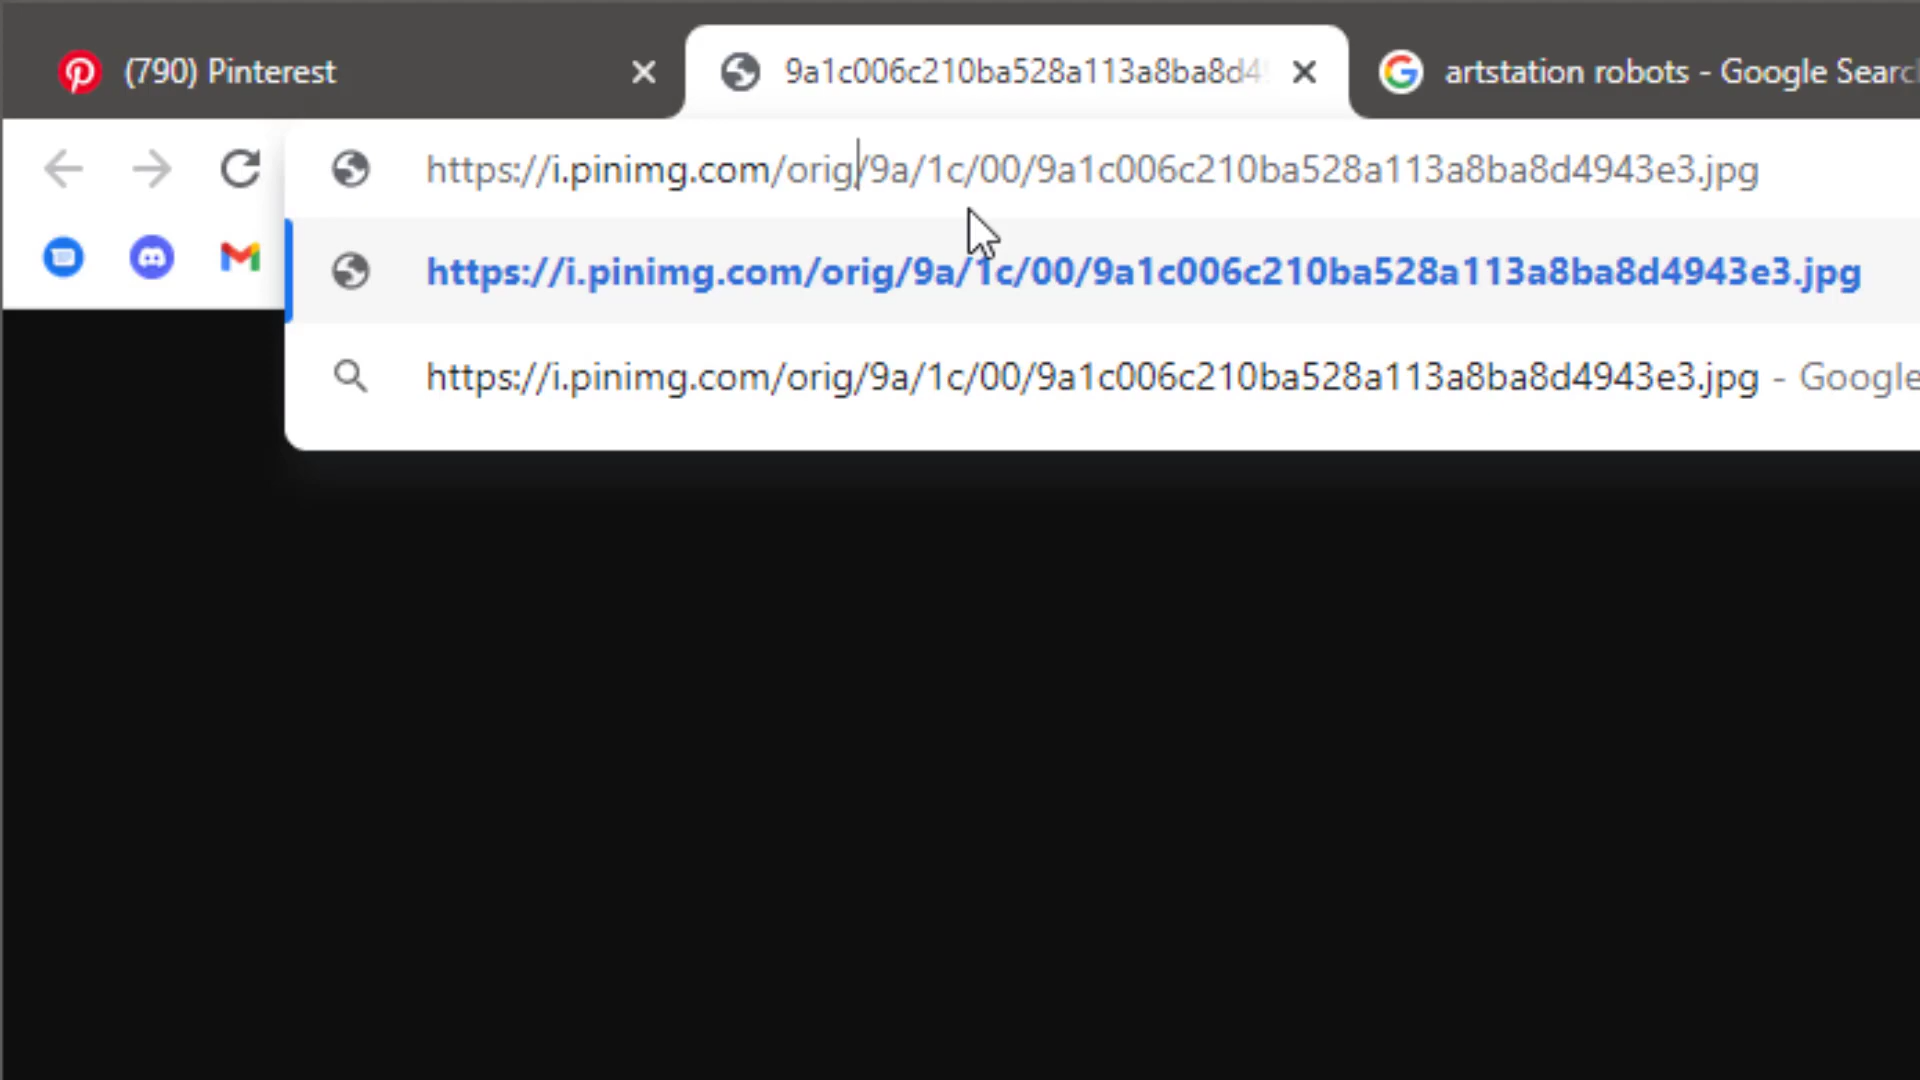 (790) Pinterest
9a1c006c210ba528a113a8ba8d4
artstation robots - Google Searc
https://i.pinimg.com/orig/9a/1c/00/9a1c006c210ba528a113a8ba8d4943e3.jpg
https://i.pinimg.com/orig/9a/1c/00/9a1c006c210ba528a113a8ba8d4943e3.jpg
https://i.pinimg.com/orig/9a/1c/00/9a1c006c210ba528a113a8ba8d4943e3.jpg - Google